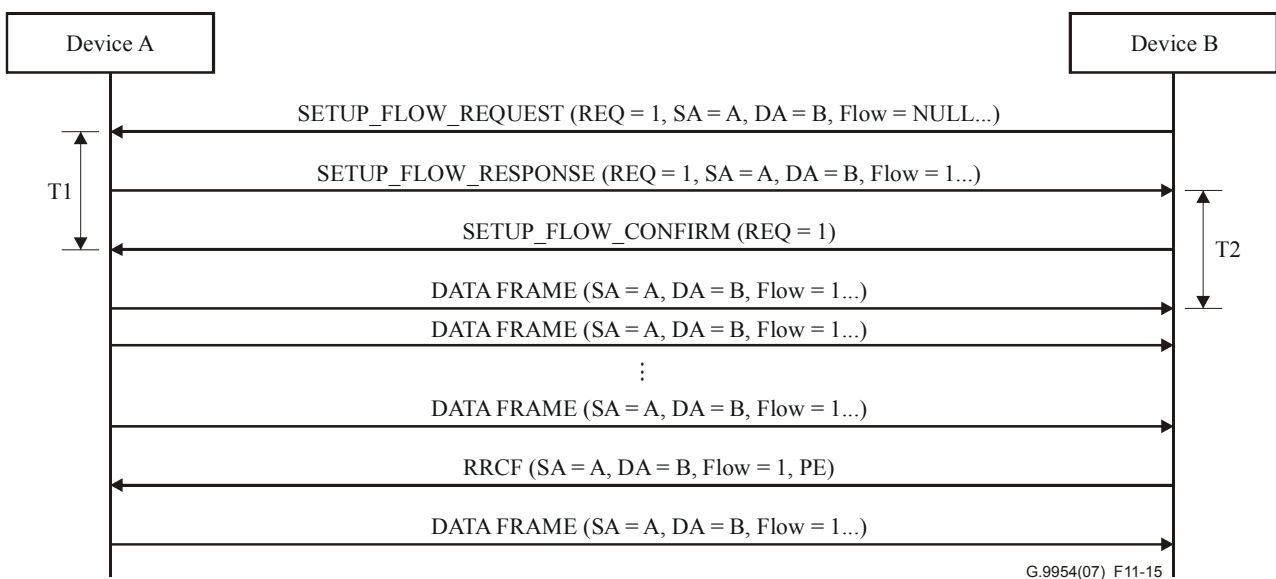 Device A
Device B
SETUP_FLOW_REQUEST (REQ = 1, SA = A, DA = B, Flow = NULL...)
T1
SETUP_FLOW_RESPONSE (REQ = 1, SA = A, DA = B, Flow = 1...)
SETUP_FLOW_CONFIRM (REQ = 1)
T2
DATA FRAME (SA = A, DA = B, Flow = 1...)
DATA FRAME (SA = A, DA = B, Flow = 1...)
⋮
DATA FRAME (SA = A, DA = B, Flow = 1...)
RRCF (SA = A, DA = B, Flow = 1, PE)
DATA FRAME (SA = A, DA = B, Flow = 1...)
G.9954(07)_F11-15